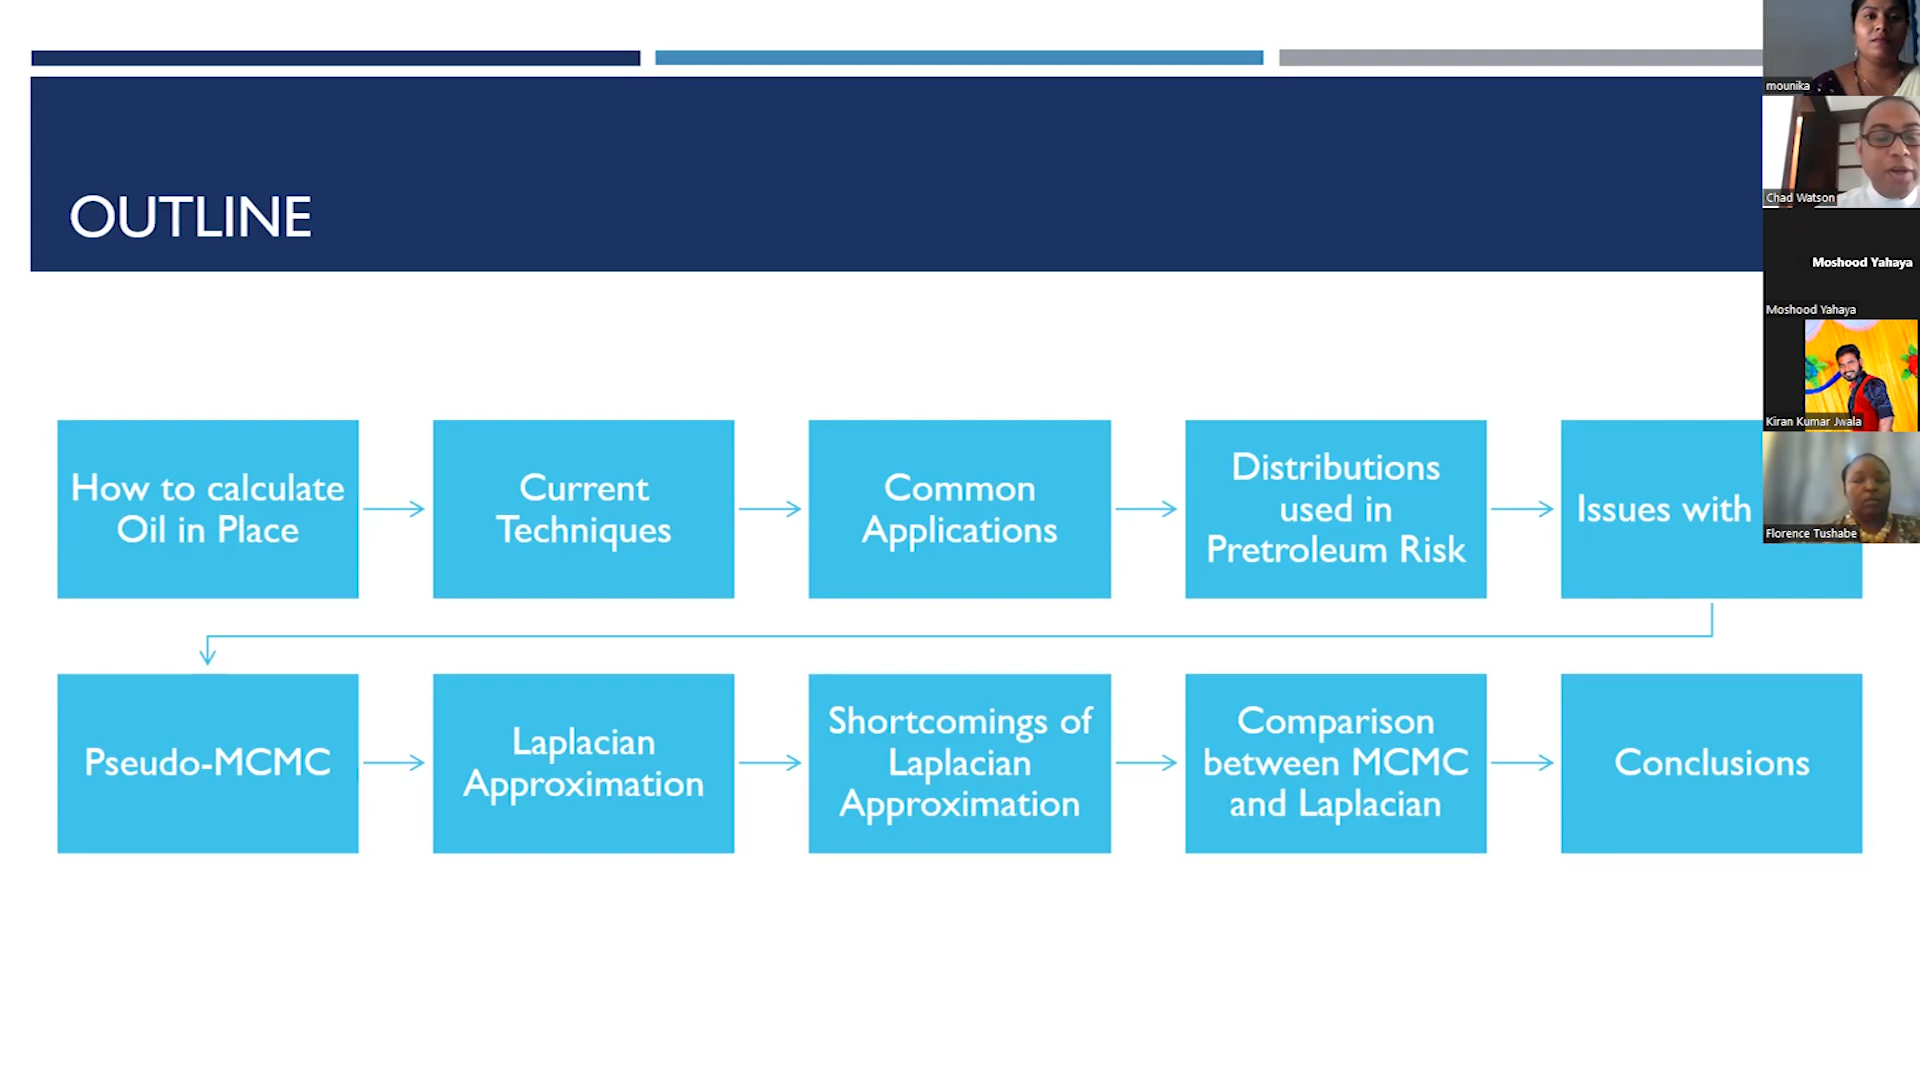 OUTLINE
How to calculate
Oil in Place
Current
Techniques
Common
Applications
Distributions
used in
Pretroleum Risk
Issues with
Pseudo-MCMC
Laplacian
Approximation
Shortcomings of
Laplacian
Approximation
Comparison
between MCMC
and Laplacian
Conclusions
mounika
Chad Watson
Moshood Yahaya
Moshood Yahaya
Kiran Kumar Jwala
Florence Tushabe